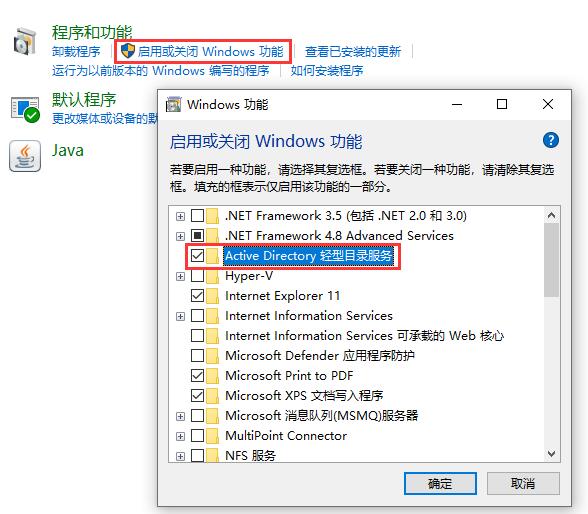 程序和功能
卸载程序 启用或关闭 Windows 功能 查看已安装的更新
运行为以前版本的 Windows 编写的程序 如何安装程序
默认程序
更改媒体或设备的默
Java
Windows 功能
启用或关闭 Windows 功能
若要启用一种功能，请选择其复选框。若要关闭一种功能，请清除其复选
框。填充的框表示仅启用该功能的一部分。
.NET Framework 3.5 (包括 .NET 2.0 和 3.0)
.NET Framework 4.8 Advanced Services
Active Directory 轻型目录服务
Hyper-V
Internet Explorer 11
Internet Information Services
Internet Information Services 可承载的 Web 核心
Microsoft Defender 应用程序防护
Microsoft Print to PDF
Microsoft XPS 文档写入程序
Microsoft 消息队列(MSMQ)服务器
MultiPoint Connector
NFS 服务
确定 取消